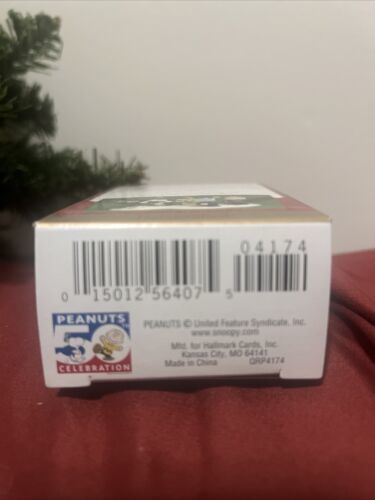 04174
0 15012 56407 5
PEANUTS
50
CELEBRATION
PEANUTS © United Feature Syndicate, Inc.
www.snoopy.com
Mfd. for Hallmark Cards, Inc.
Kansas City, MO 64141
Made in China QRP4174